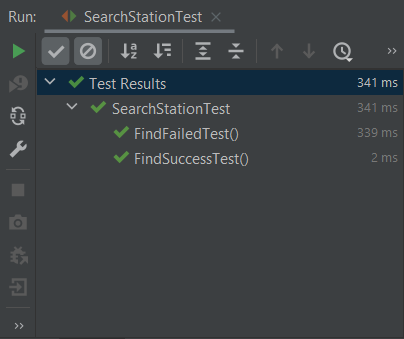 Run: SearchStationTest
Test Results 341 ms
SearchStationTest 341 ms
FindFailedTest() 339 ms
FindSuccessTest() 2 ms